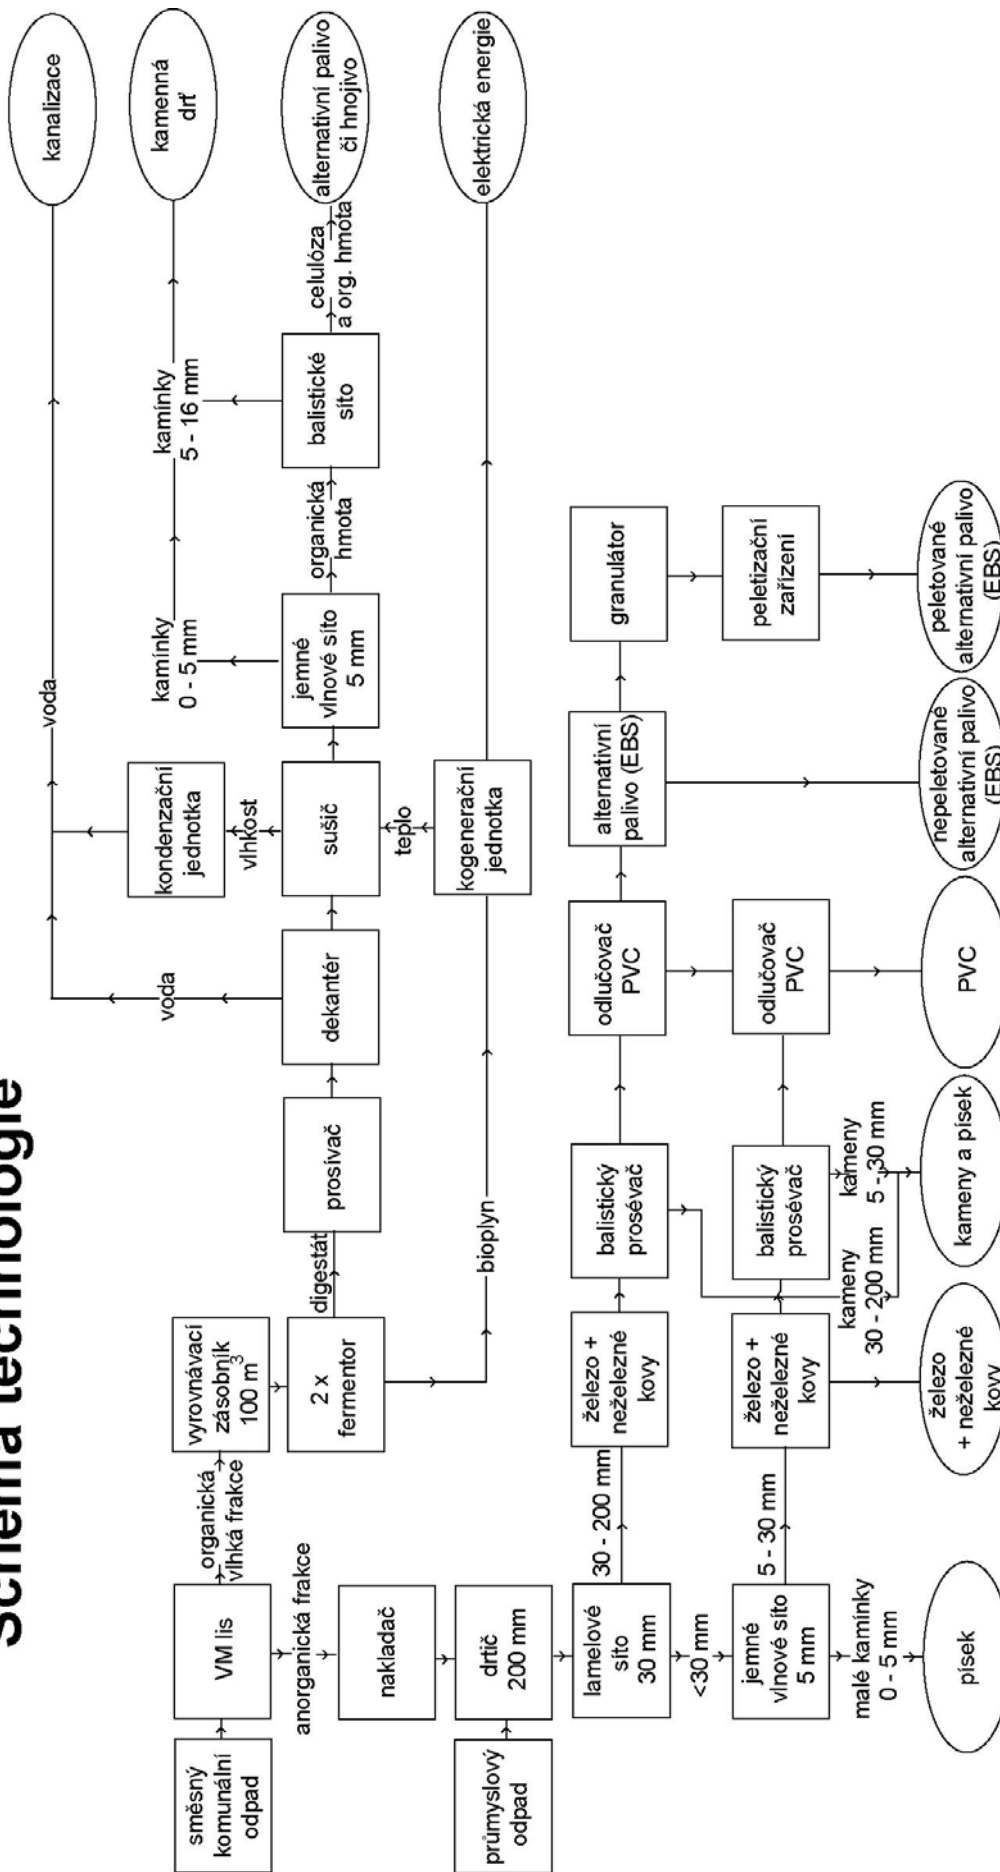 Schéma technologie
směsný
komunální
odpad
VM lis
organická
vlhká frakce
vyrovnávací
zásobník
100 m³
2 x
fermentor
digestát
prosívač
dekantér
voda
sušič
vlhkost
kondenzační
jednotka
voda
kanalizace
teplo
kogenerační
jednotka
bioplyn
elektrická energie
jemné
vlnové síto
5 mm
kamínky
0 - 5 mm
organická
hmota
balistické
síto
kamínky
5 - 16 mm
kamenná
drť
celulóza
a org. hmota
alternativní palivo
či hnojivo
anorganická frakce
nakladač
průmyslový
odpad
drtič
200 mm
lamelové
síto
30 mm
30 - 200 mm
železo +
neželezné
kovy
balistický
prosévač
odlučovač
PVC
alternativní
palivo (EBS)
granulátor
peletizační
zařízení
<30 mm
jemné
vlnové síto
5 mm
5 - 30 mm
železo +
neželezné
kovy
balistický
prosévač
odlučovač
PVC
malé kamínky
0 - 5 mm
kameny
30 - 200 mm
kameny
5 - 30 mm
písek
železo
+ neželezné
kovy
kameny a písek
PVC
nepeletované
alternativní palivo
(EBS)
peletované
alternativní palivo
(EBS)